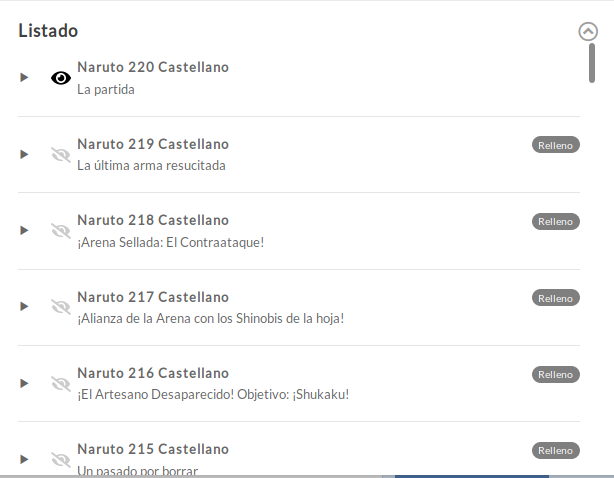 Listado
Naruto 220 Castellano
La partida
Naruto 219 Castellano
Relleno
La última arma resucitada
Naruto 218 Castellano
Relleno
¡Arena Sellada: El Contraataque!
Naruto 217 Castellano
Relleno
¡Alianza de la Arena con los Shinobis de la hoja!
Naruto 216 Castellano
Relleno
¡El Artesano Desaparecido! Objetivo: ¡Shukaku!
Naruto 215 Castellano
Relleno
Un pasado por borrar